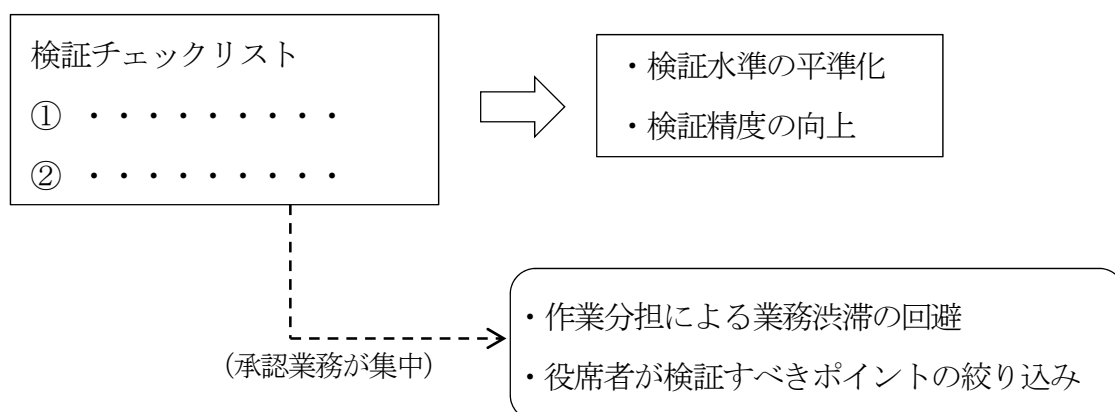 検証チェックリスト
① ・・・・・・・・・
② ・・・・・・・・・
・検証水準の平準化
・検証精度の向上
・作業分担による業務渋滞の回避
・役席者が検証すべきポイントの絞り込み
(承認業務が集中)